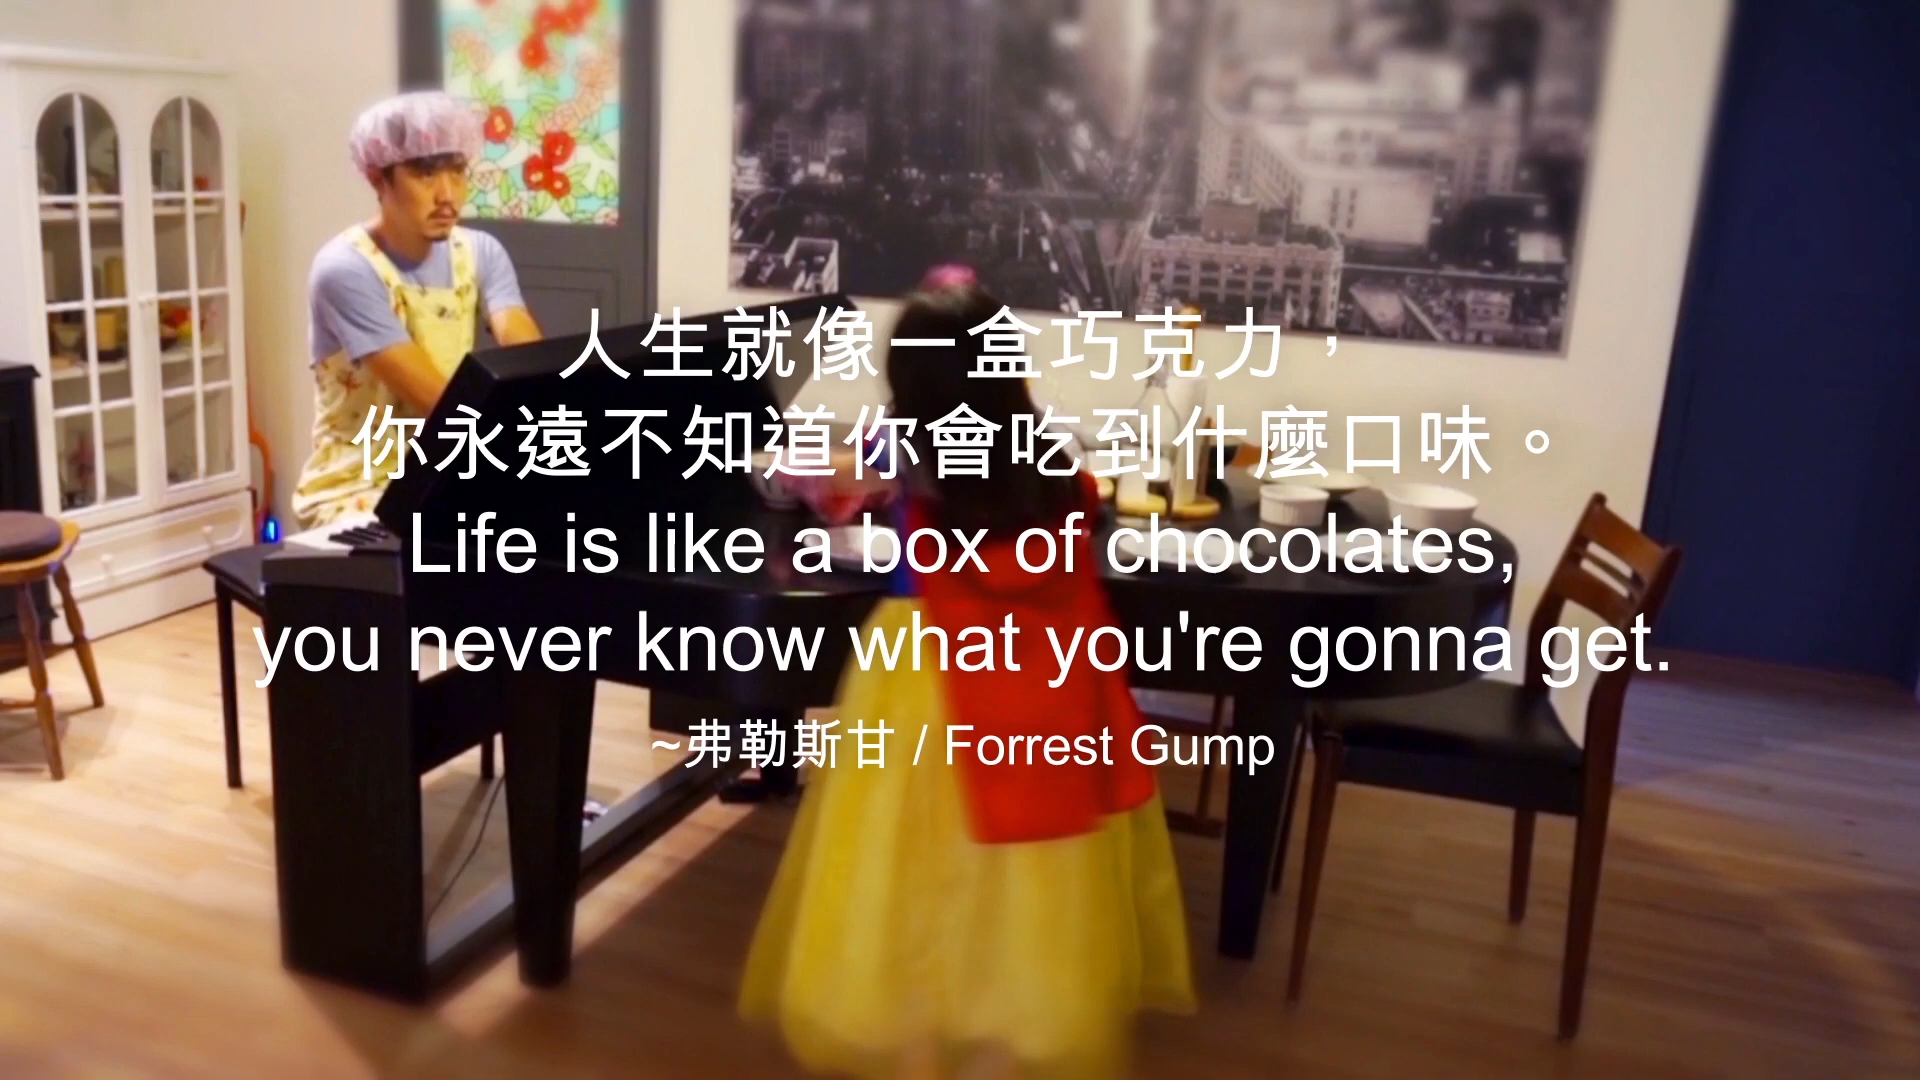 人生就像一盒巧克力，
你永遠不知道你會吃到什麼口味。
Life is like a box of chocolates,
you never know what you're gonna get.
~弗勒斯甘 / Forrest Gump